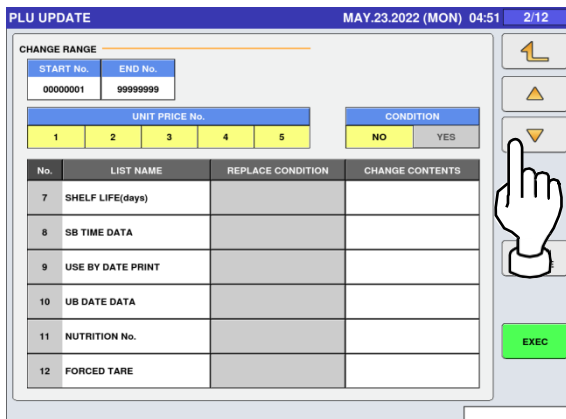 PLU UPDATE MAY.23.2022 (MON) 04:51 2/12
CHANGE RANGE
START No. END No.
00000001 99999999
UNIT PRICE No. CONDITION
1 2 3 4 5 NO YES
No. LIST NAME REPLACE CONDITION CHANGE CONTENTS
7 SHELF LIFE(days)
8 SB TIME DATA
9 USE BY DATE PRINT
10 UB DATE DATA
11 NUTRITION No.
EXEC
12 FORCED TARE